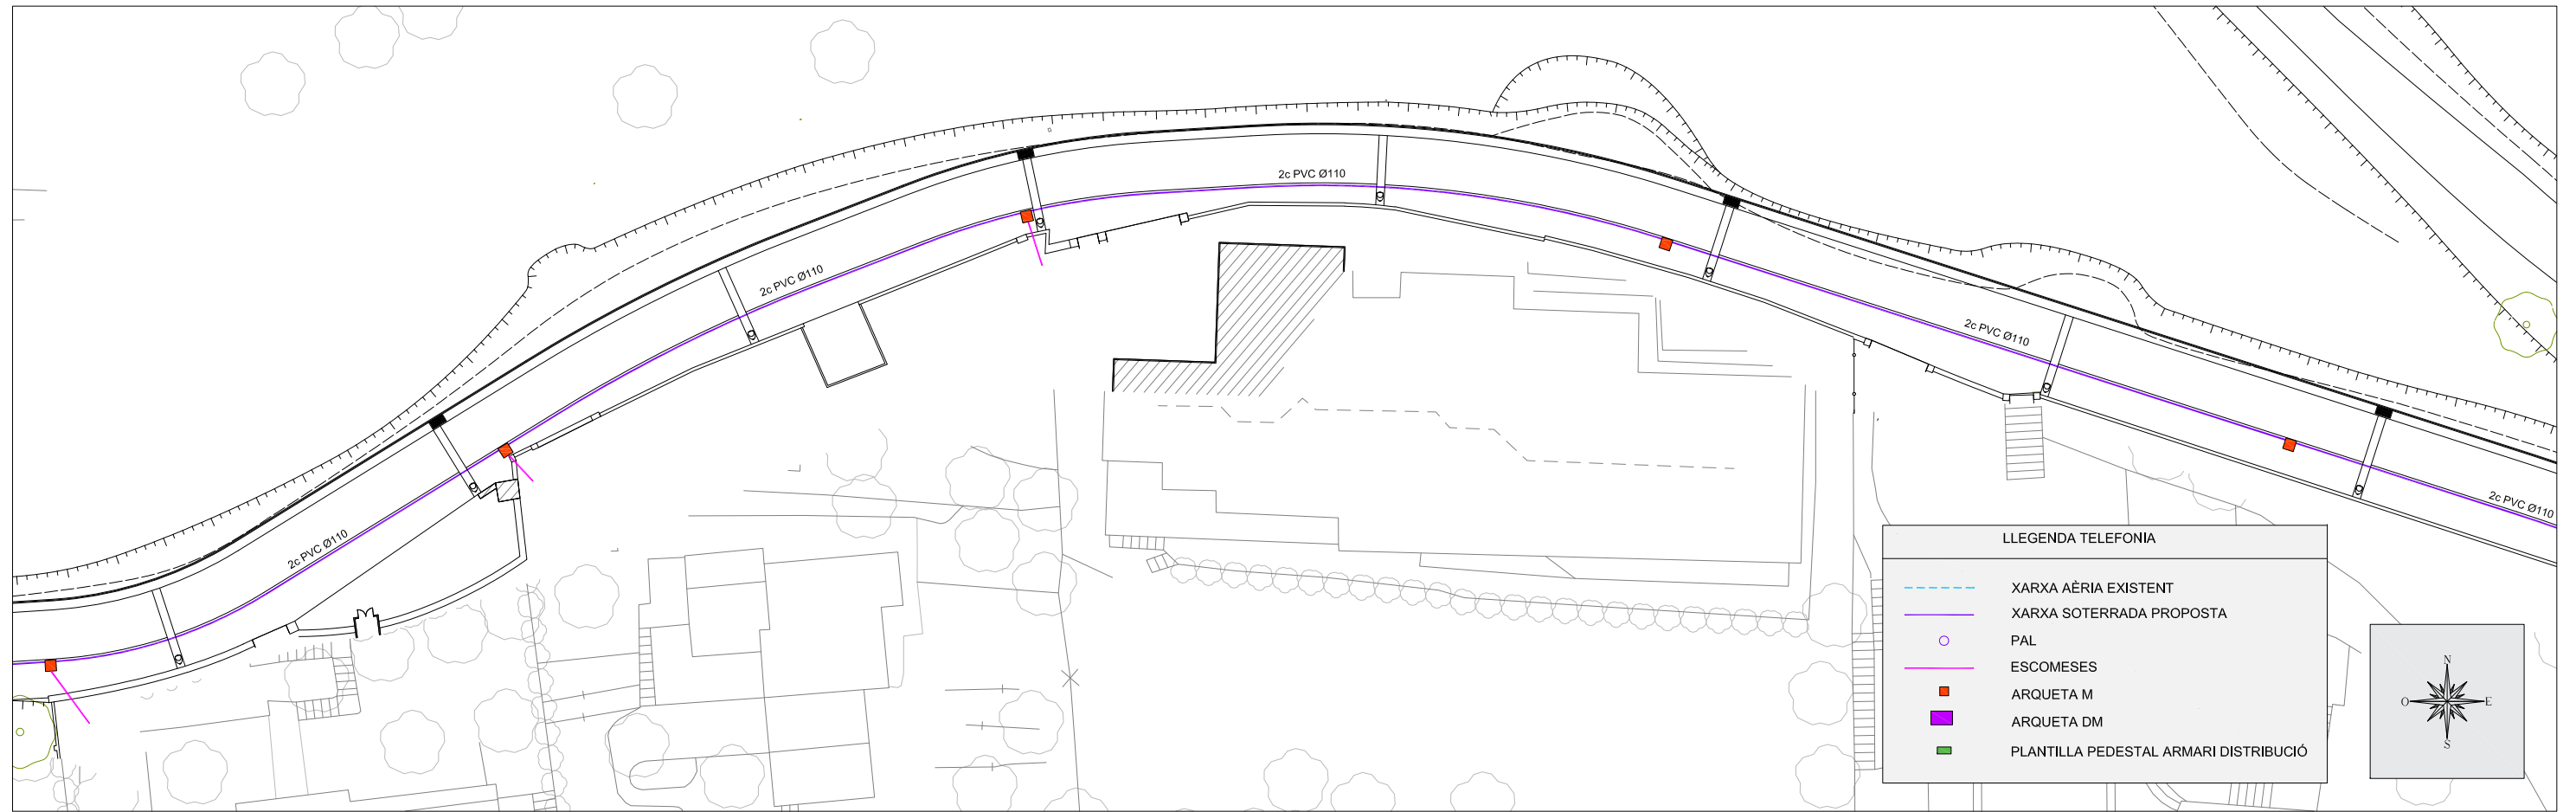 2c PVC Ø110
2c PVC Ø110
2c PVC Ø110
2c PVC Ø110
2c PVC Ø110
LLEGENDA TELEFONIA
XARXA AÈRIA EXISTENT
XARXA SOTERRADA PROPOSTA
PAL
ESCOMESES
ARQUETA M
ARQUETA DM
PLANTILLA PEDESTAL ARMARI DISTRIBUCIÓ
N
O
E
S